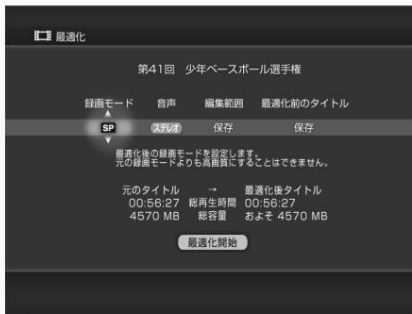 最適化
第41回 少年ベースボール選手権
録画モード 音声 編集範囲 最適化前のタイトル
SP ステレオ 保存 保存
最適化後の録画モードを設定します。
元の録画モードよりも高画質にすることはできません。
元のタイトル → 最適化後タイトル
00:56:27 総再生時間 00:56:27
4570 MB 総容量 およそ 4570 MB
最適化開始